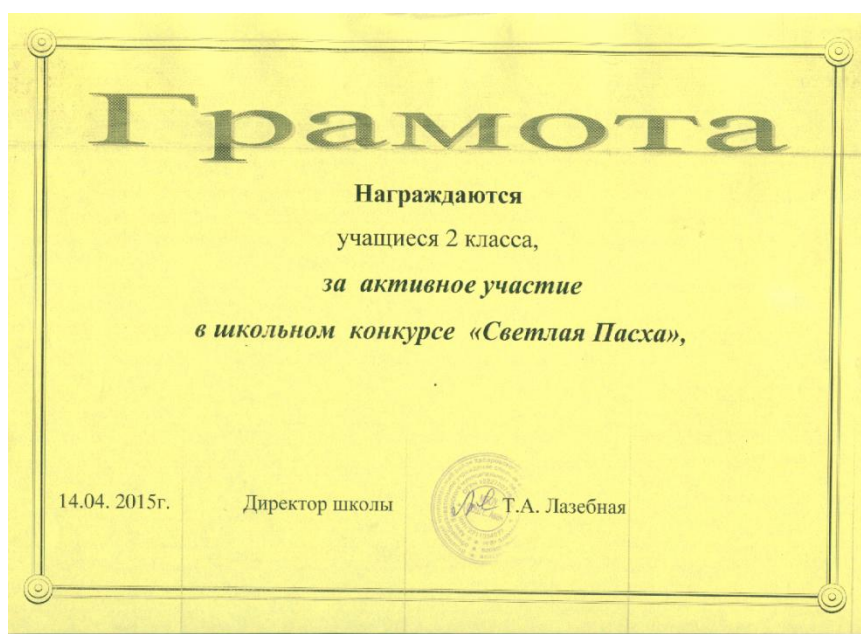 Грамота
Награждаются
учащиеся 2 класса,
за активное участие
в школьном конкурсе «Светлая Пасха»,
14.04. 2015г. Директор школы Т.А. Лазебная